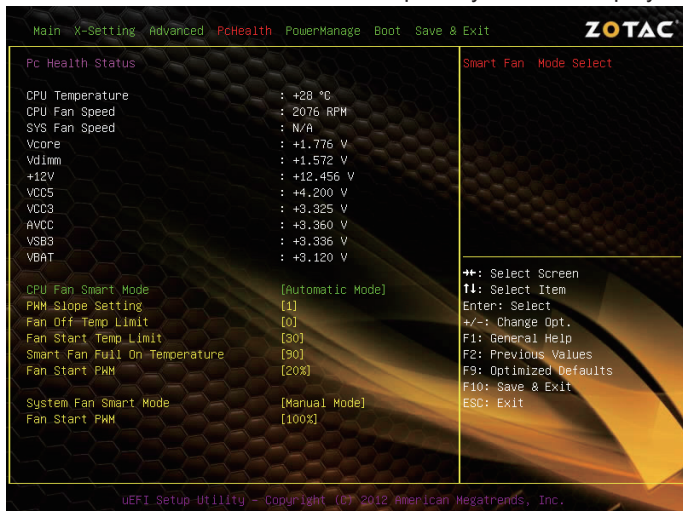 Main X-Setting Advanced PcHealth PowerManage Boot Save & Exit
ZOTAC
Pc Health Status
Smart Fan Mode Select
CPU Temperature : +28 °C
CPU Fan Speed : 2076 RPM
SYS Fan Speed : N/A
Vcore : +1.776 V
Vdimm : +1.572 V
+12V : +12.456 V
VCC5 : +4.200 V
VCC3 : +3.325 V
AVCC : +3.360 V
VSB3 : +3.336 V
VBAT : +3.120 V
CPU Fan Smart Mode [Automatic Mode]
PWM Slope Setting [1]
Fan Off Temp Limit [0]
Fan Start Temp Limit [30]
Smart Fan Full On Temperature [90]
Fan Start PWM [20%]
System Fan Smart Mode [Manual Mode]
Fan Start PWM [100%]
→←: Select Screen
↑↓: Select Item
Enter: Select
+/-: Change Opt.
F1: General Help
F2: Previous Values
F9: Optimized Defaults
F10: Save & Exit
ESC: Exit
uEFI Setup Utility - Copyright (C) 2012 American Megatrends, Inc.